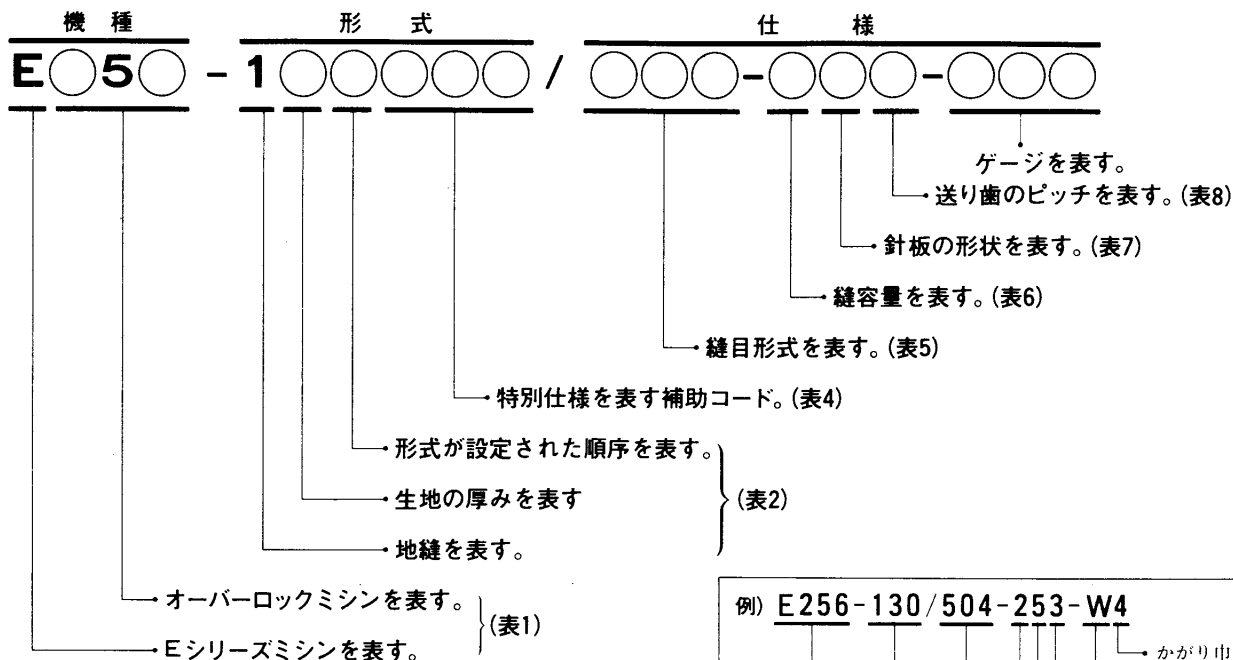 機種 形式 仕様
E○5○-1○○○○○/○○○-○○○-○○○
ゲージを表す。
送り歯のピッチを表す。(表8)
針板の形状を表す。(表7)
縫容量を表す。(表6)
縫目形式を表す。(表5)
特別仕様を表す補助コード。(表4)
形式が設定された順序を表す。
生地の厚みを表す
(表2)
地縫を表す。
オーバーロックミシンを表す。
(表1)
Eシリーズミシンを表す。
例) E256-130/504-253-W4
かがり巾